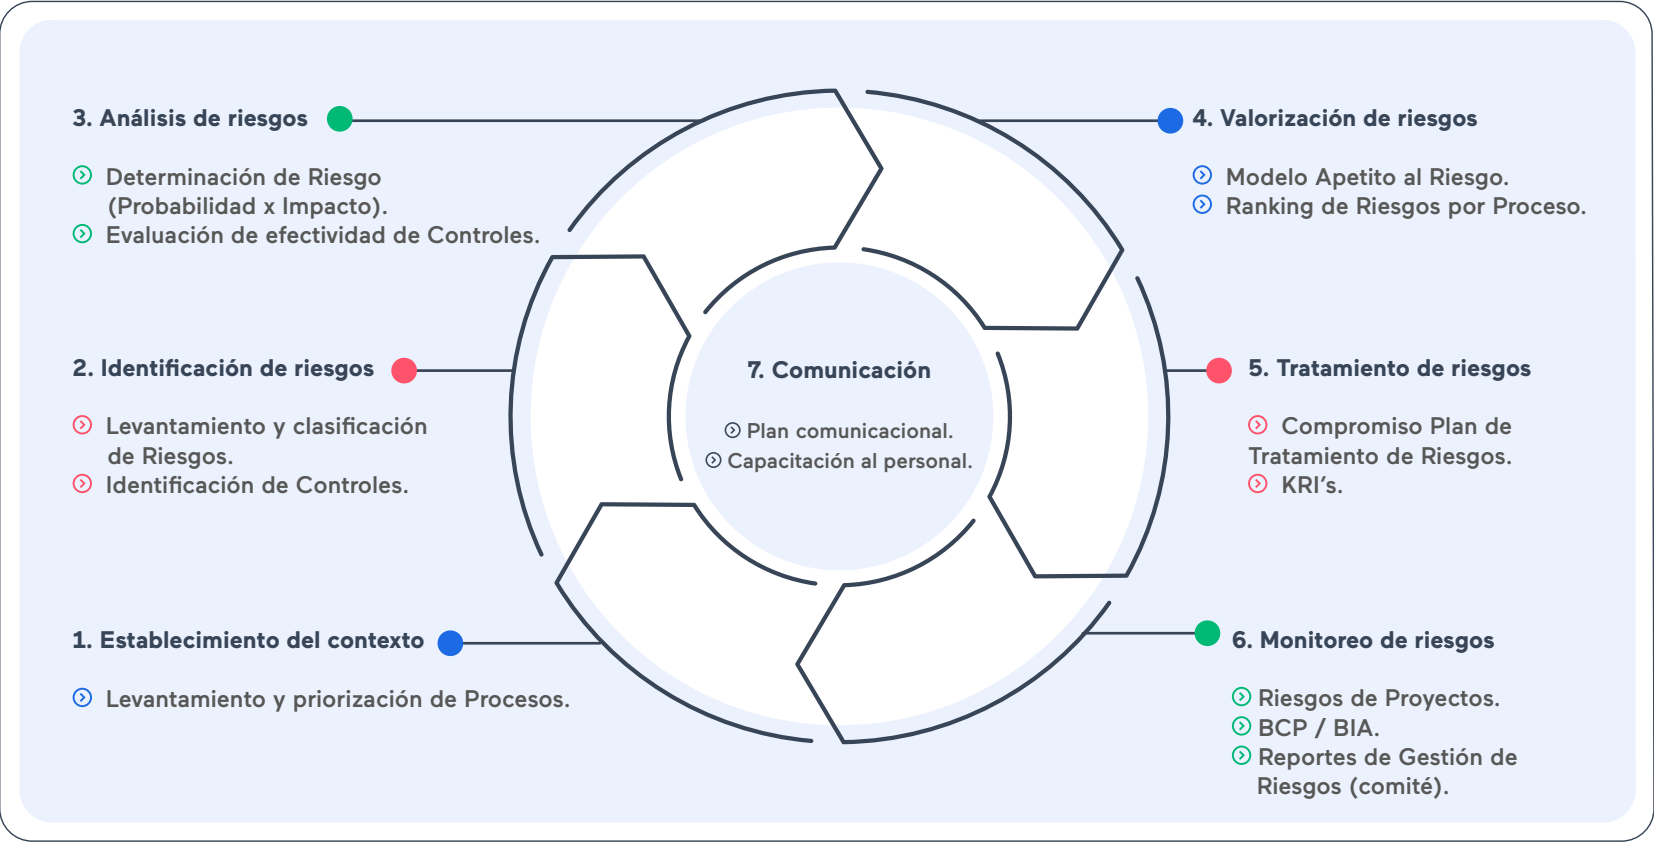 3. Análisis de riesgos
Determinación de Riesgo
(Probabilidad x Impacto).
Evaluación de efectividad de Controles.
2. Identificación de riesgos
Levantamiento y clasificación
de Riesgos.
Identificación de Controles.
1. Establecimiento del contexto
Levantamiento y priorización de Procesos.
7. Comunicación
Plan comunicacional.
Capacitación al personal.
4. Valorización de riesgos
Modelo Apetito al Riesgo.
Ranking de Riesgos por Proceso.
5. Tratamiento de riesgos
Compromiso Plan de
Tratamiento de Riesgos.
KRI’s.
6. Monitoreo de riesgos
Riesgos de Proyectos.
BCP / BIA.
Reportes de Gestión de
Riesgos (comité).